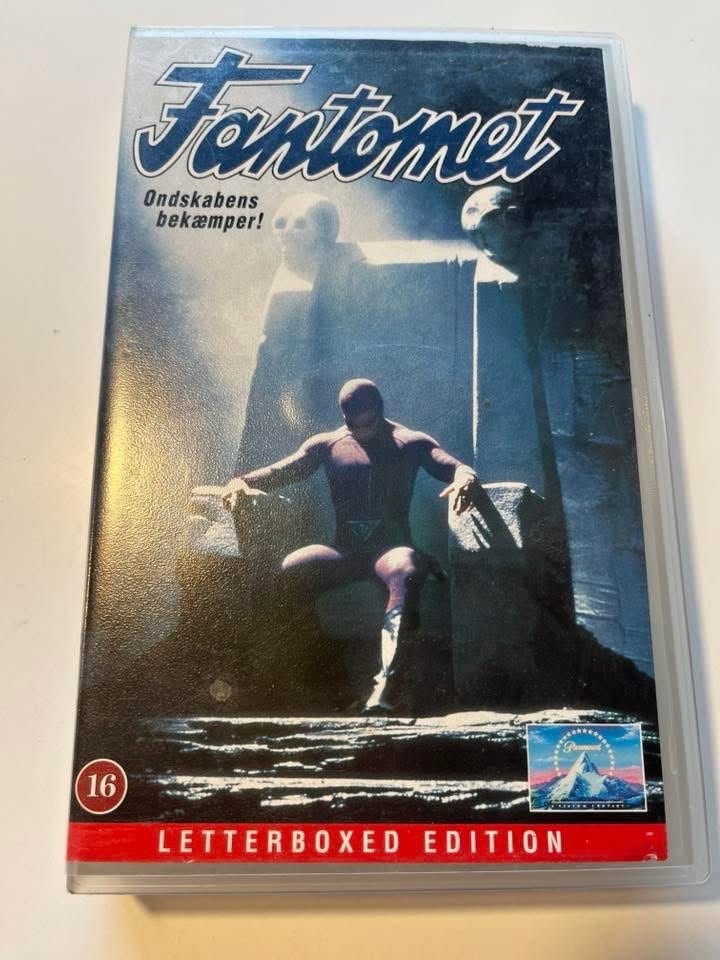 Fantomet
Ondskabens
bekæmper!
16
Paramount
LETTERBOXED EDITION